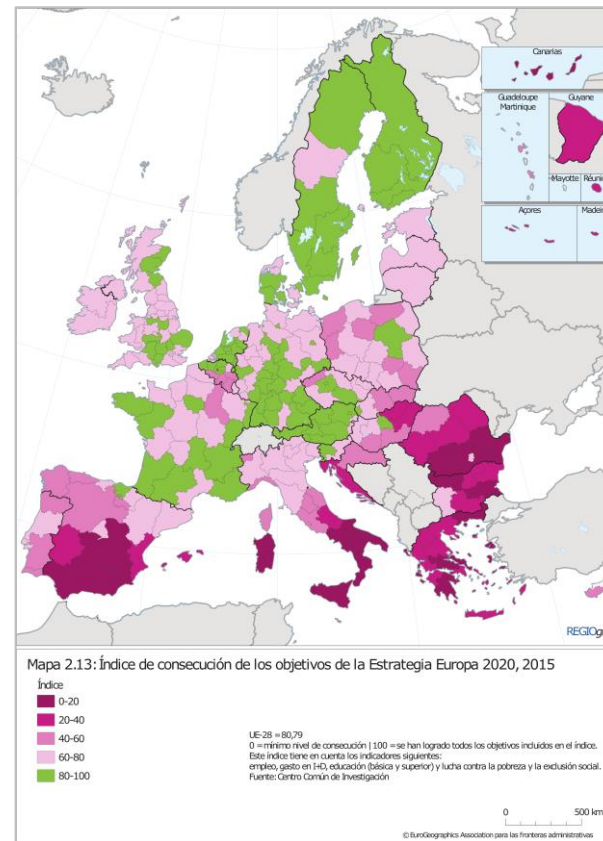 Canarias
Guadeloupe
Martinique
Guyane
Mayotte
Açores
REGIO
Mapa 2.13: Índice de consecución de los objetivos de la Estrategia Europa 2020, 2015
Índice
0-20
20-40
40-60
60-80
80-100
UE-28 = 80,79
0 = mínimo nivel de consecución | 100 = se han logrado todos los objetivos incluidos en el índice.
Este índice tiene en cuenta los indicadores siguientes:
empleo, gasto en I+D, educación (básica y superior) y lucha contra la pobreza y la exclusión social.
Fuente: Centro Común de Investigación
0 500 km
© EuroGeographics Association para las fronteras administrativas